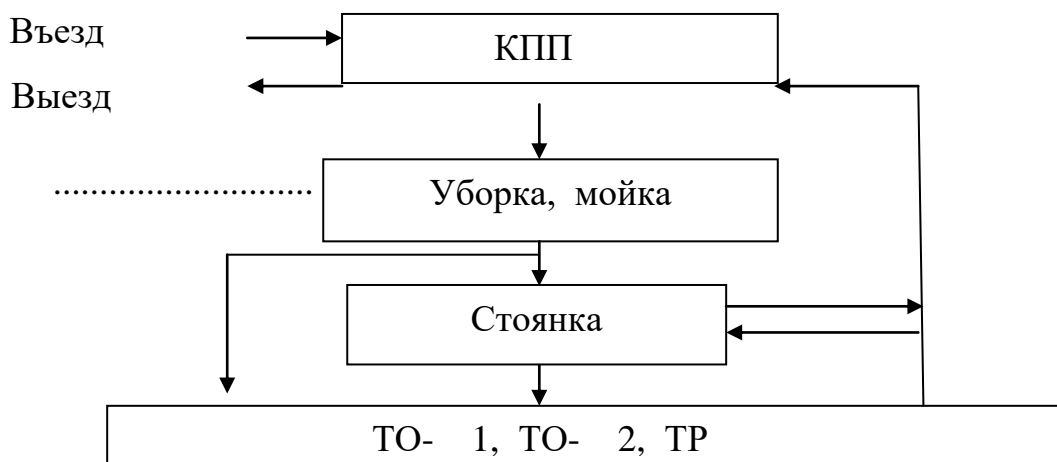 Въезд
КПП
Выезд
Уборка, мойка
Стоянка
ТО- 1, ТО- 2, ТР